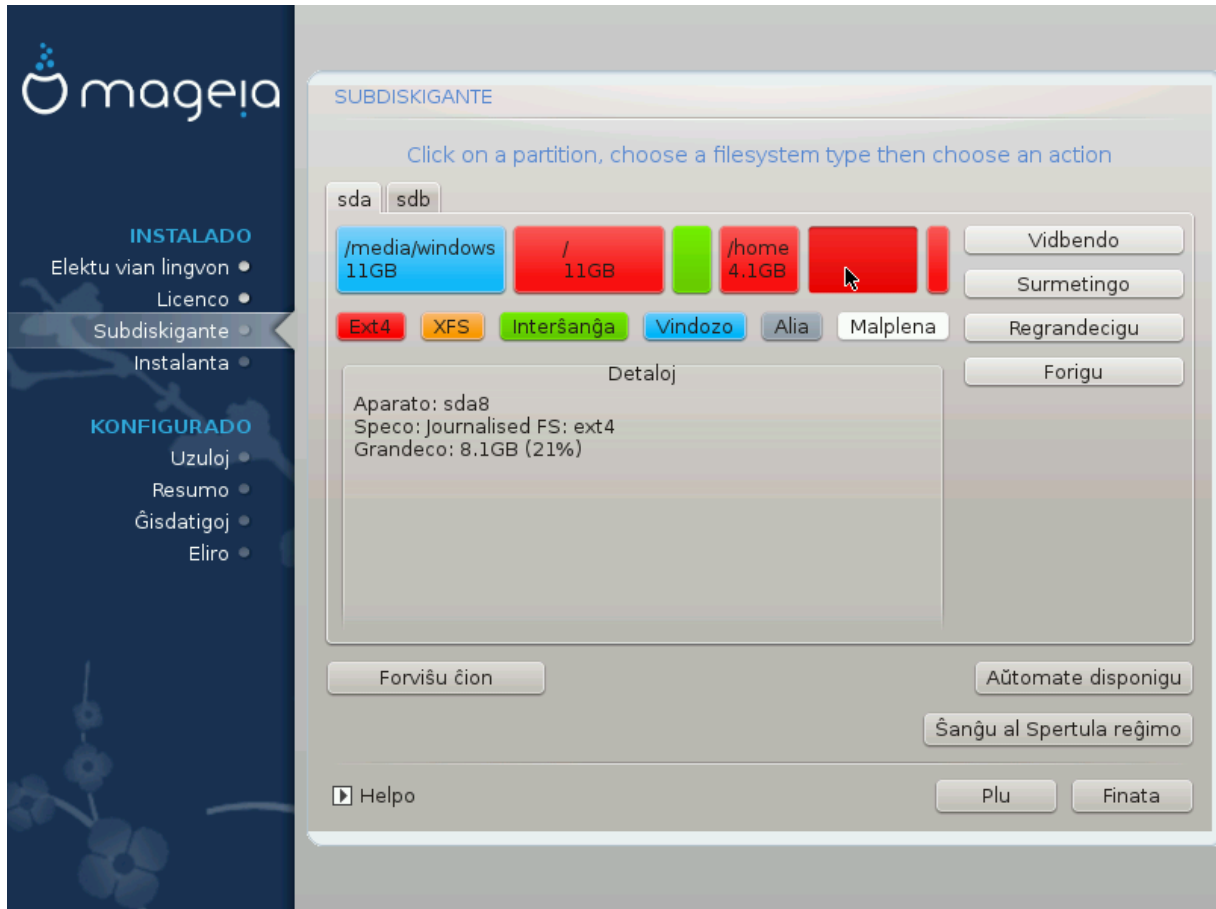 mageia
INSTALADO
Elektu vian lingvon
Licenco
Subdiskigante
Instalanta
KONFIGURADO
Uzuloj
Resumo
Ĝisdatigoj
Eliro
SUBDISKIGANTE
Click on a partition, choose a filesystem type then choose an action
sda sdb
/media/windows
11GB
/
11GB
/home
4.1GB
Ext4 XFS Interŝanĝa Vindozo Alia Malplena
Vidbendo
Surmetingo
Regrandecigu
Forigu
Detaloj
Aparato: sda8
Speco: Journalised FS: ext4
Grandeco: 8.1GB (21%)
Forviŝu ĉion
Aŭtomate disponigu
Ŝanĝu al Spertula reĝimo
Helpo
Plu
Finata